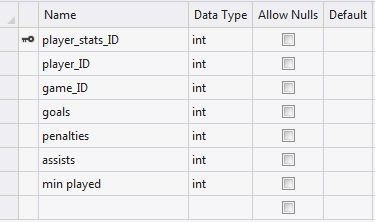 Name Data Type Allow Nulls Default
player_stats_ID int
player_ID int
game_ID int
goals int
penalties int
assists int
min played int